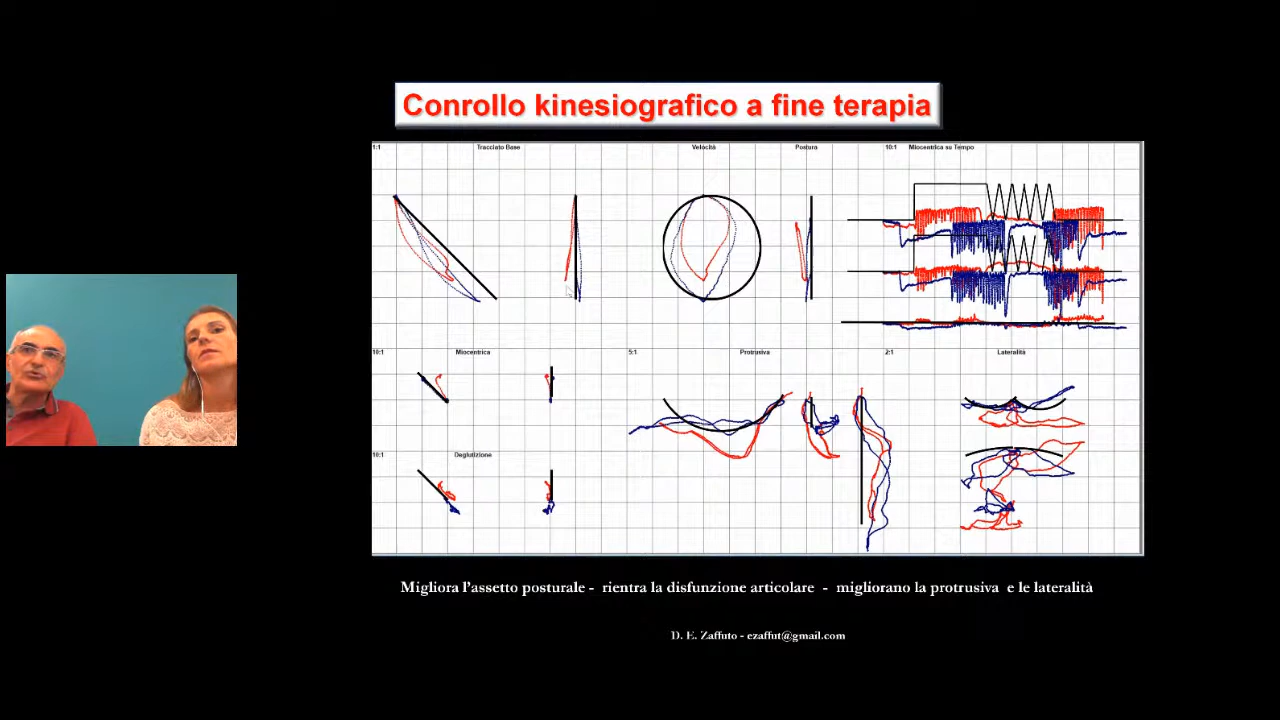 Conrollo kinesiografico a fine terapia
1:1 Tracciato Base Velocità Postura 10:1 Miocentrica su Tempo
10:1 Miocentrica 5:1 Protrusiva 2:1 Lateralità
10:1 Deglutizione
Migliora l'assetto posturale - rientra la disfunzione articolare - migliorano la protrusiva e le lateralità
D. E. Zaffuto - ezaffut@gmail.com